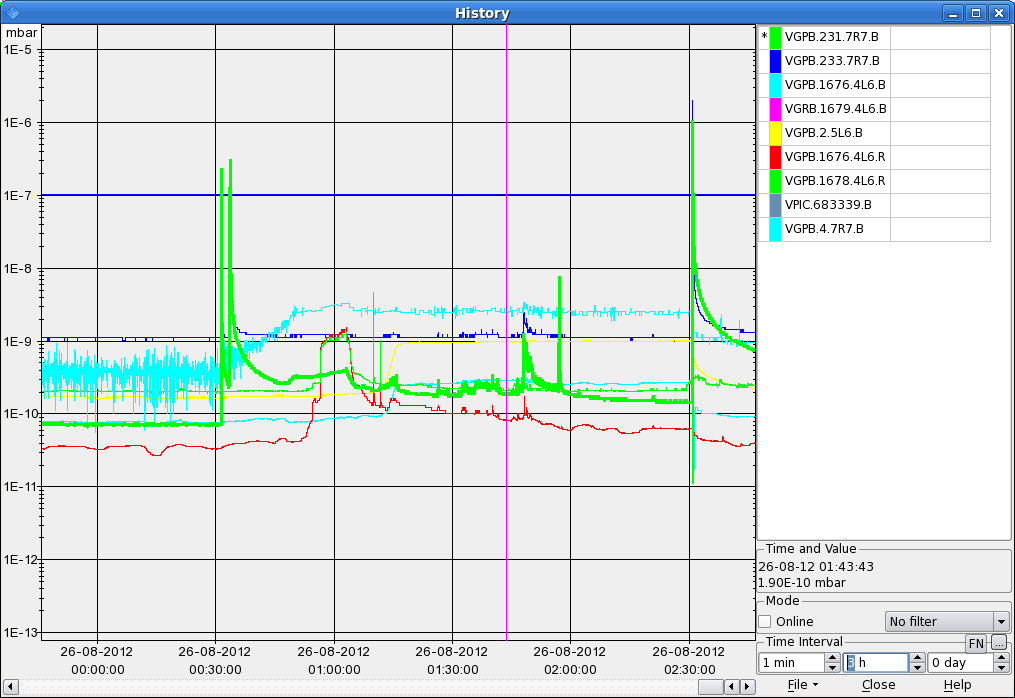 History
mbar
1E-5
1E-6
1E-7
1E-8
1E-9
1E-10
1E-11
1E-12
1E-13
26-08-2012 26-08-2012 26-08-2012 26-08-2012 26-08-2012 26-08-2012
00:00:00 00:30:00 01:00:00 01:30:00 02:00:00 02:30:00
* VGPB.231.7R7.B
VGPB.233.7R7.B
VGPB.1676.4L6.B
VGRB.1679.4L6.B
VGPB.2.5L6.B
VGPB.1676.4L6.R
VGPB.1678.4L6.R
VPIC.683339.B
VGPB.4.7R7.B
Time and Value
26-08-12 01:43:43
1.90E-10 mbar
Mode
Online No filter
Time Interval FN ...
1 min 3 h 0 day
File Close Help